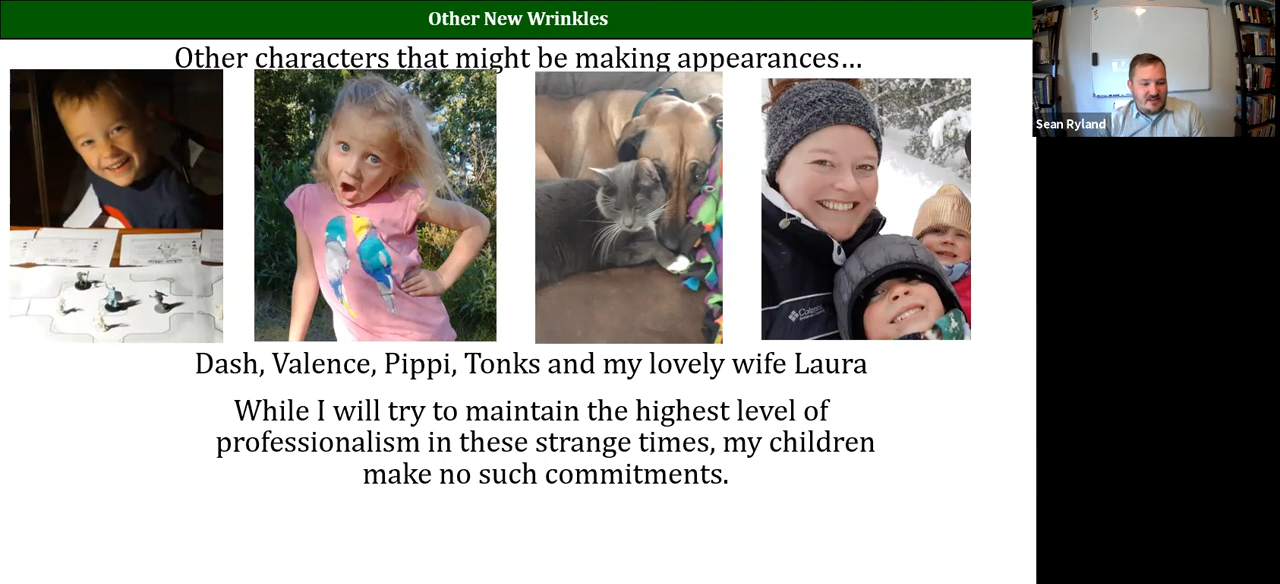 Other New Wrinkles
Other characters that might be making appearances...
Sean Ryland
Columbia
Dash, Valence, Pippi, Tonks and my lovely wife Laura
While I will try to maintain the highest level of
professionalism in these strange times, my children
make no such commitments.